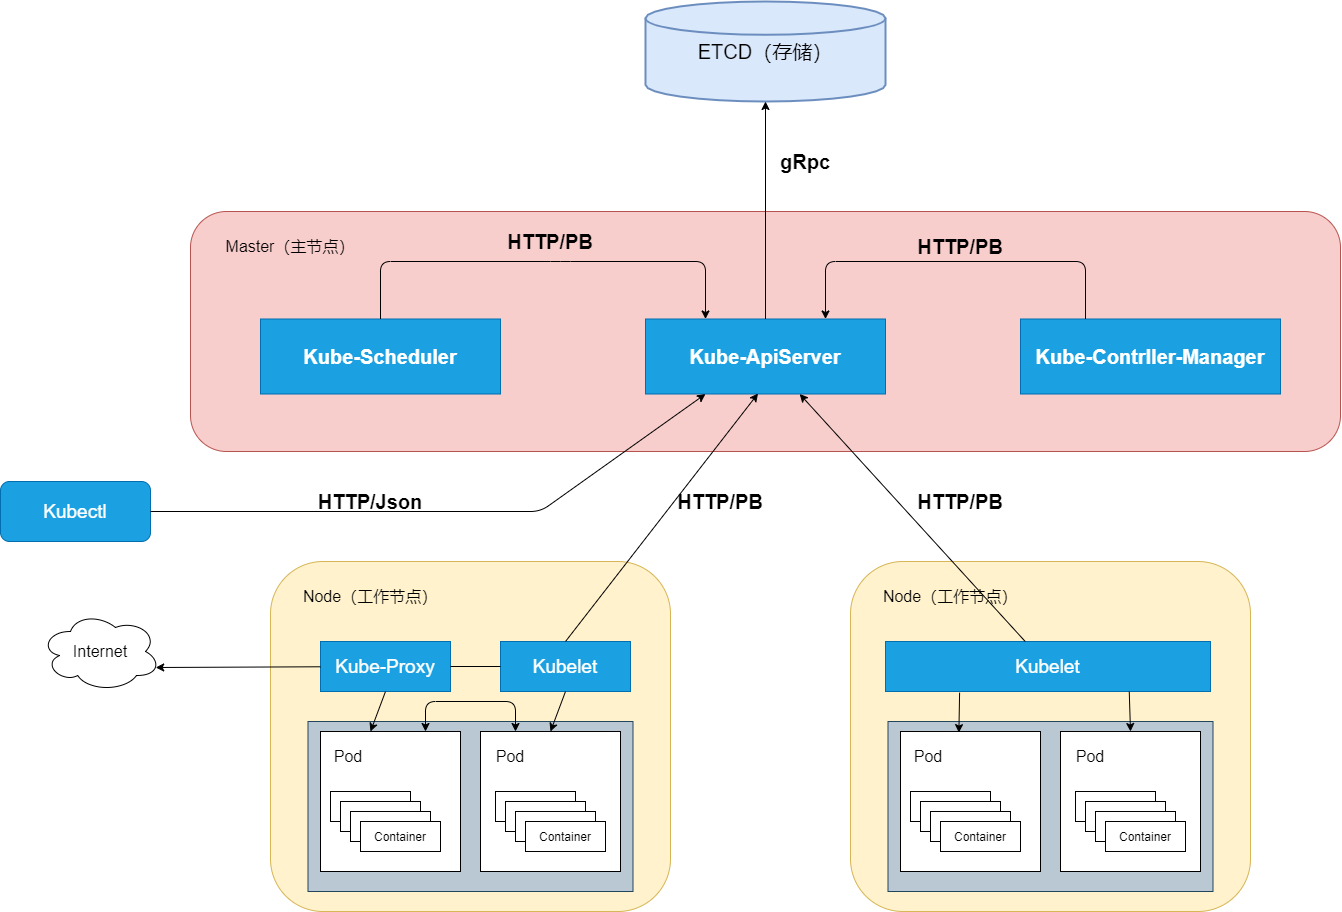 ETCD（存储）
gRpc
Master（主节点）
HTTP/PB
HTTP/PB
Kube-Scheduler
Kube-ApiServer
Kube-Contrller-Manager
Kubectl
HTTP/Json
HTTP/PB
HTTP/PB
Node（工作节点）
Node（工作节点）
Internet
Kube-Proxy
Kubelet
Kubelet
Pod
Pod
Pod
Pod
Container
Container
Container
Container